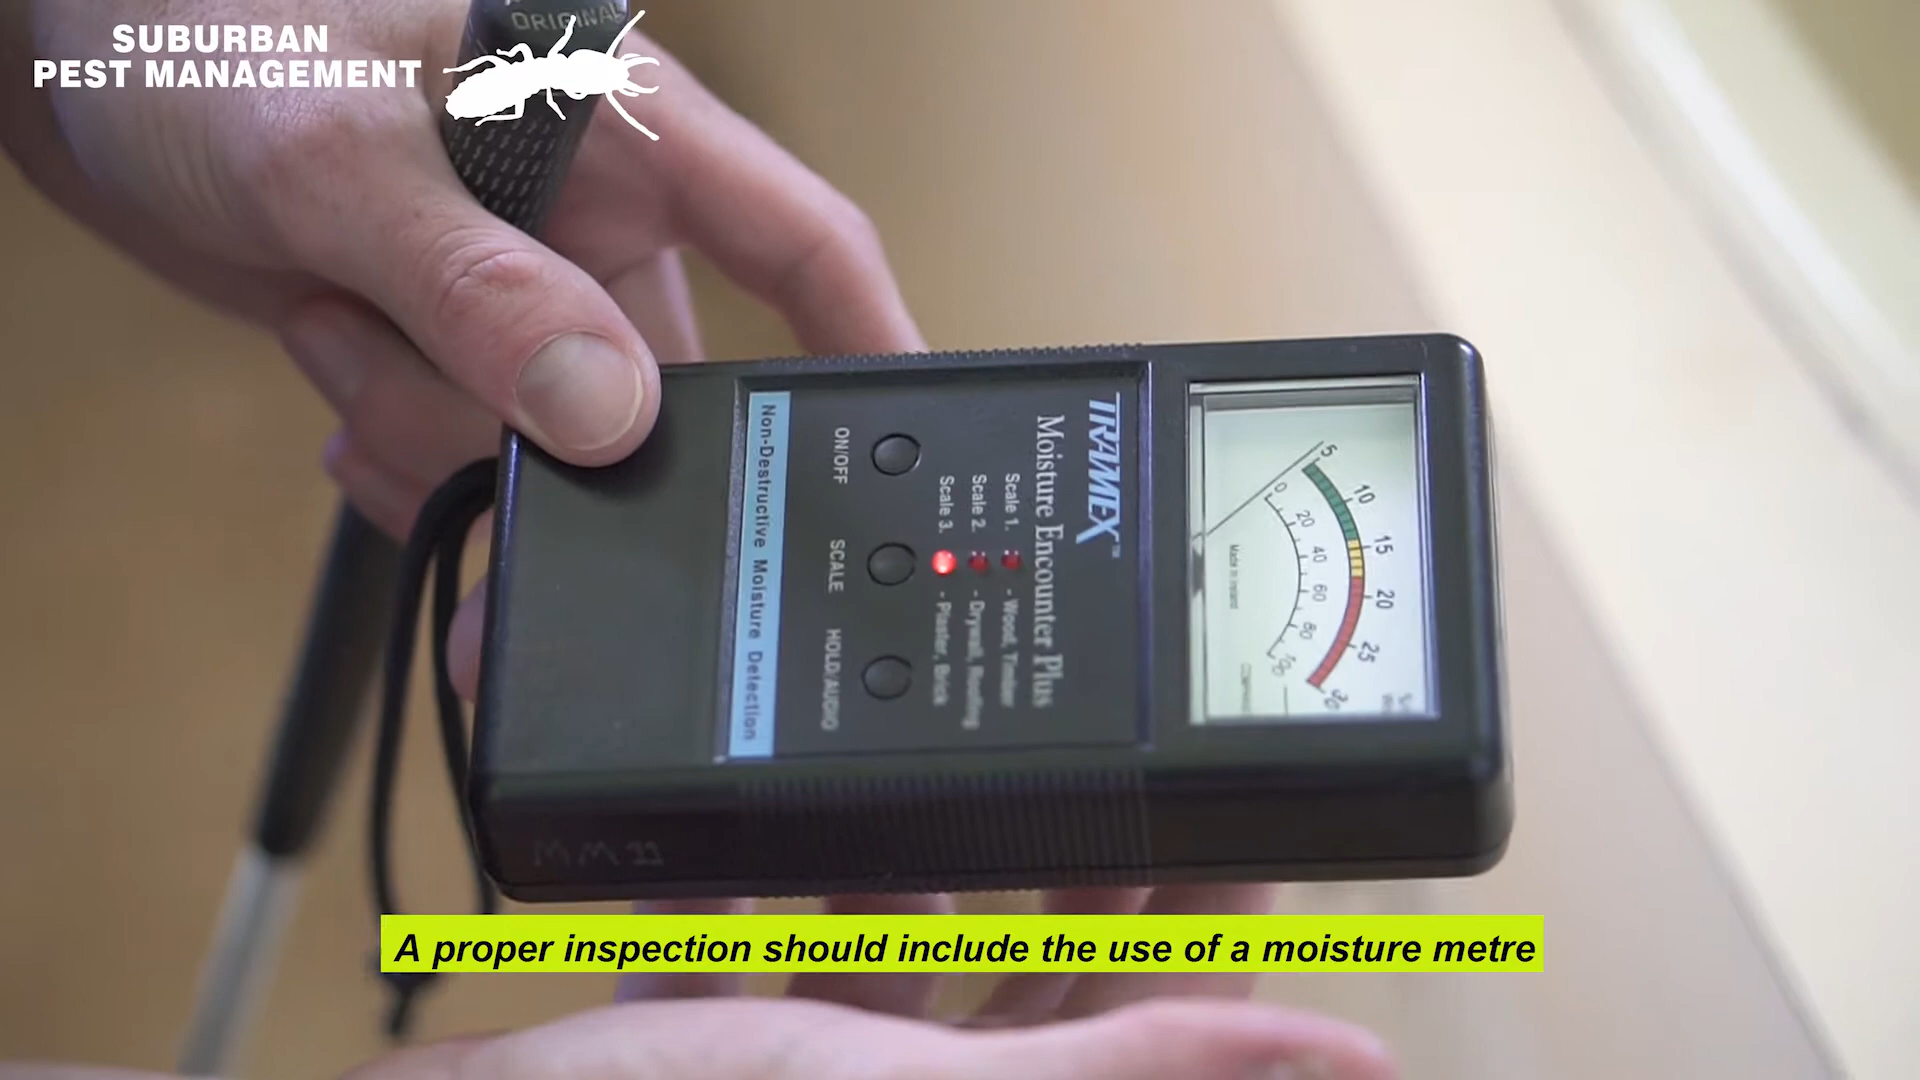 ORIGINAL
SUBURBAN
PEST MANAGEMENT
TRAMEX™
Moisture Encounter Plus
Scale 1. - Wood, Timber
Scale 2. - Drywall, Roofing
Scale 3. - Plaster, Brick
ON/OFF
SCALE
HOLD/AUDIO
Non-Destructive Moisture Detection
5
10
15
20
25
0
20
40
60
80
100
Made in Ireland
MM
A proper inspection should include the use of a moisture metre